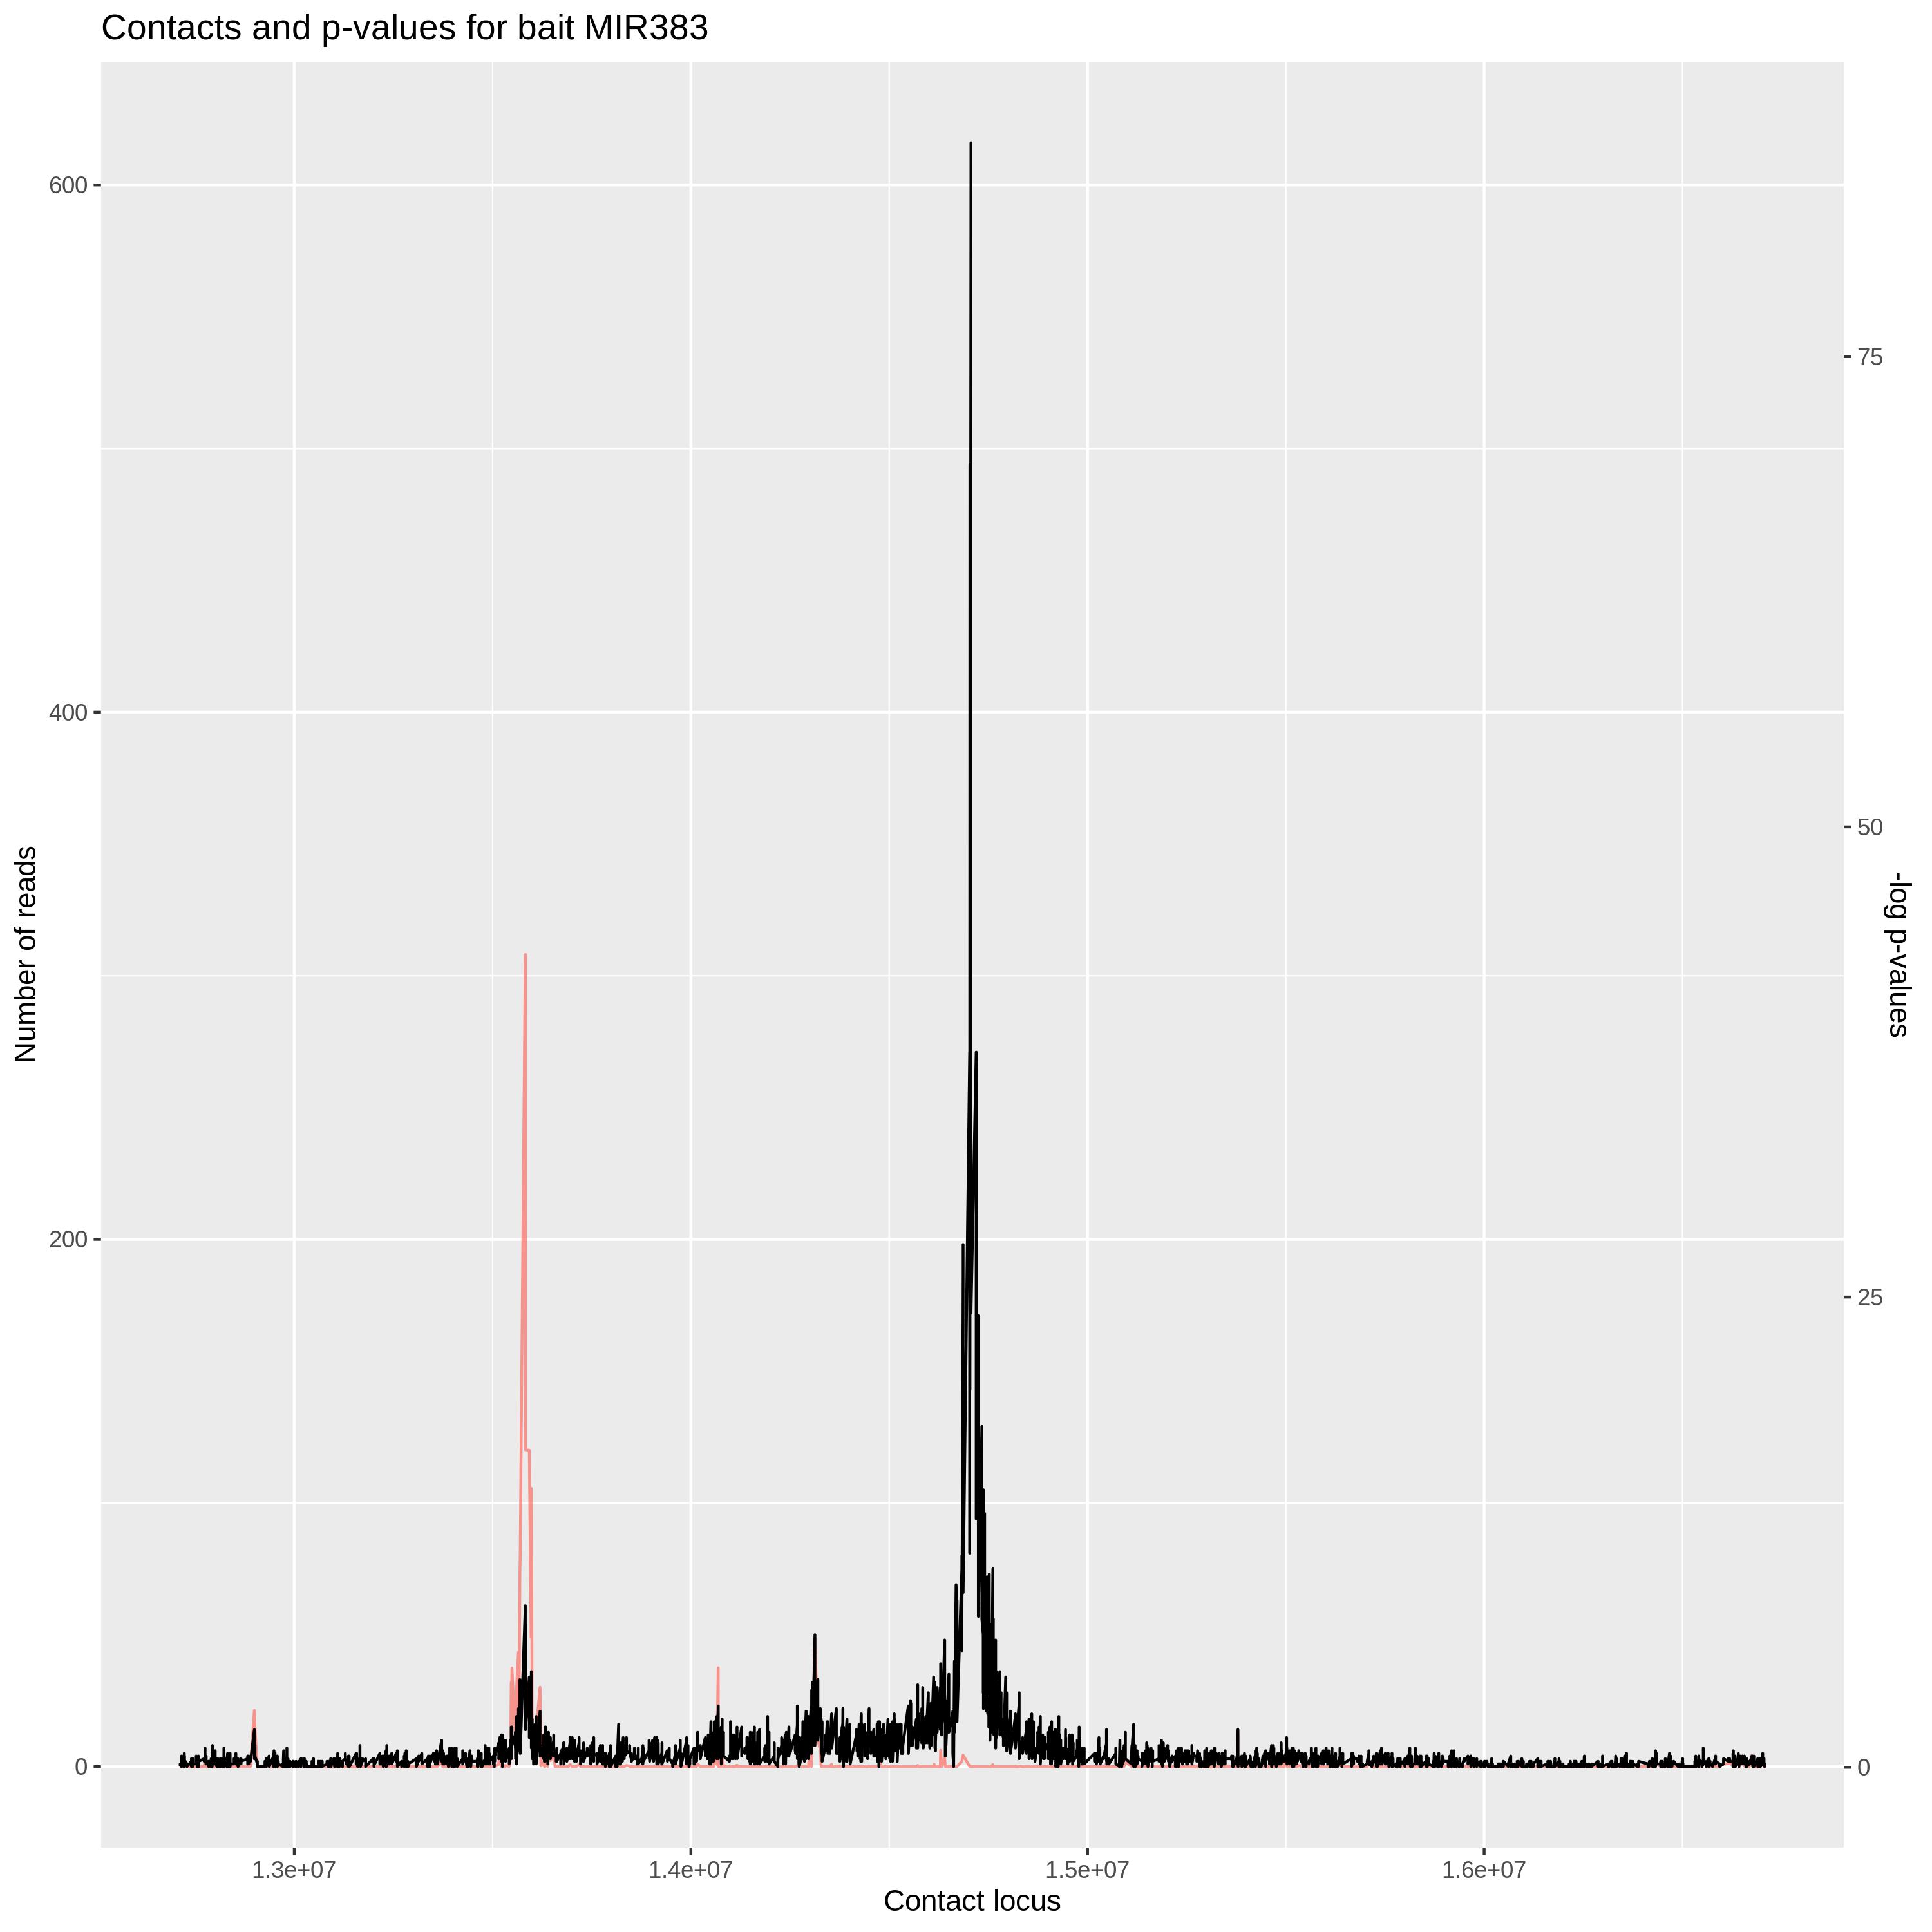 Contacts and p-values for bait MIR383
600
400
200
0
75
50
25
0
Number of reads
-log p-values
1.3e+07
1.4e+07
1.5e+07
1.6e+07
Contact locus